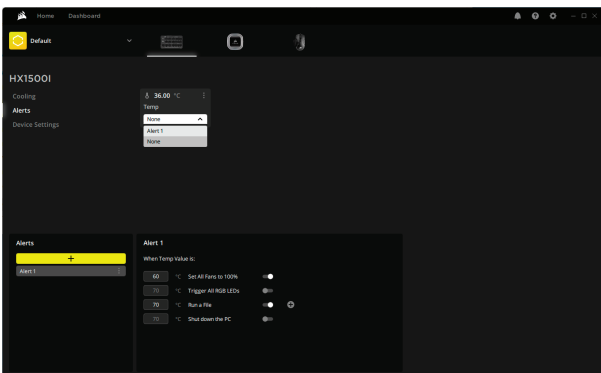 Home Dashboard
Default
HX1500I
Cooling
Alerts
Device Settings
36.00 °C
Temp
None
Alert 1
None
Alerts
+
Alert 1
Alert 1
When Temp Value is:
60 °C Set All Fans to 100%
70 °C Trigger All RGB LEDs
70 °C Run a File
70 °C Shut down the PC